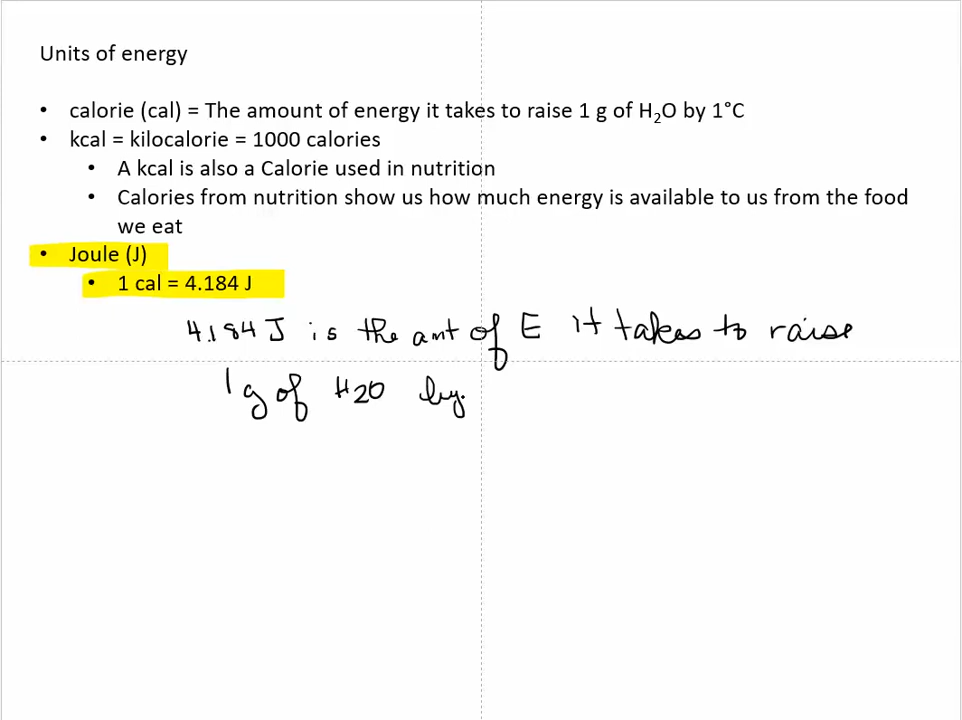 Units of energy
• calorie (cal) = The amount of energy it takes to raise 1 g of H₂O by 1°C
• kcal = kilocalorie = 1000 calories
• A kcal is also a Calorie used in nutrition
• Calories from nutrition show us how much energy is available to us from the food
we eat
• Joule (J)
• 1 cal = 4.184 J
4.184 J is the amt of E it takes to raise
1g of H2O by.